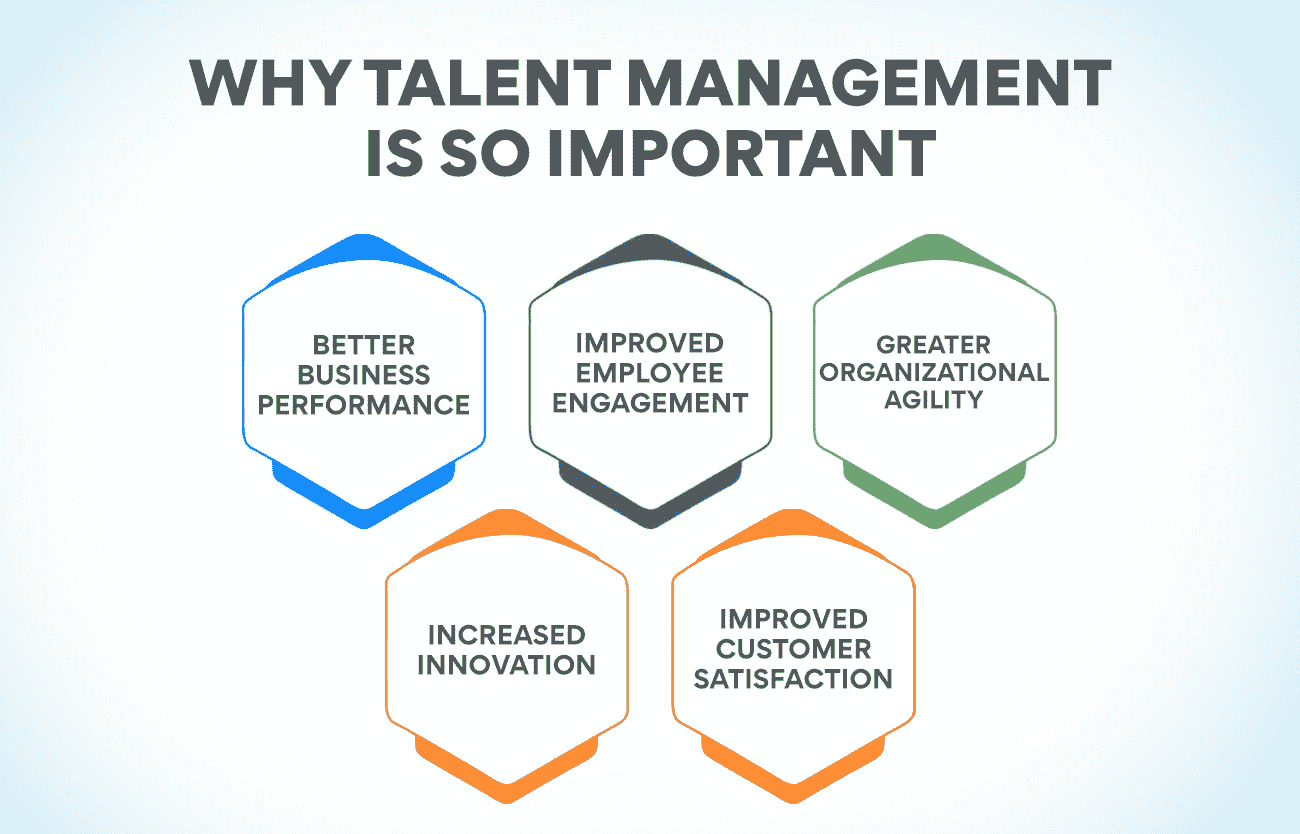 WHY TALENT MANAGEMENT
IS SO IMPORTANT
BETTER
BUSINESS
PERFORMANCE
IMPROVED
EMPLOYEE
ENGAGEMENT
GREATER
ORGANIZATIONAL
AGILITY
INCREASED
INNOVATION
IMPROVED
CUSTOMER
SATISFACTION